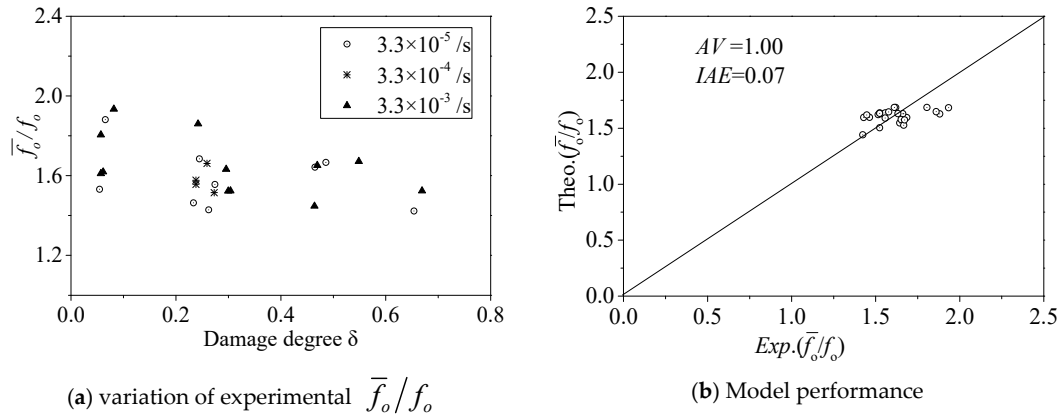 2.4
2.0
1.6
1.2
f̅ₒ/fₒ
3.3×10⁻⁵ /s
3.3×10⁻⁴ /s
3.3×10⁻³ /s
0.0 0.2 0.4 0.6 0.8
Damage degree δ
(a) variation of experimental f̅ₒ/fₒ
2.5
2.0
1.5
1.0
0.5
0.0
Theo.(f̅ₒ/fₒ)
AV =1.00
IAE=0.07
0.0 0.5 1.0 1.5 2.0 2.5
Exp.(f̅ₒ/fₒ)
(b) Model performance